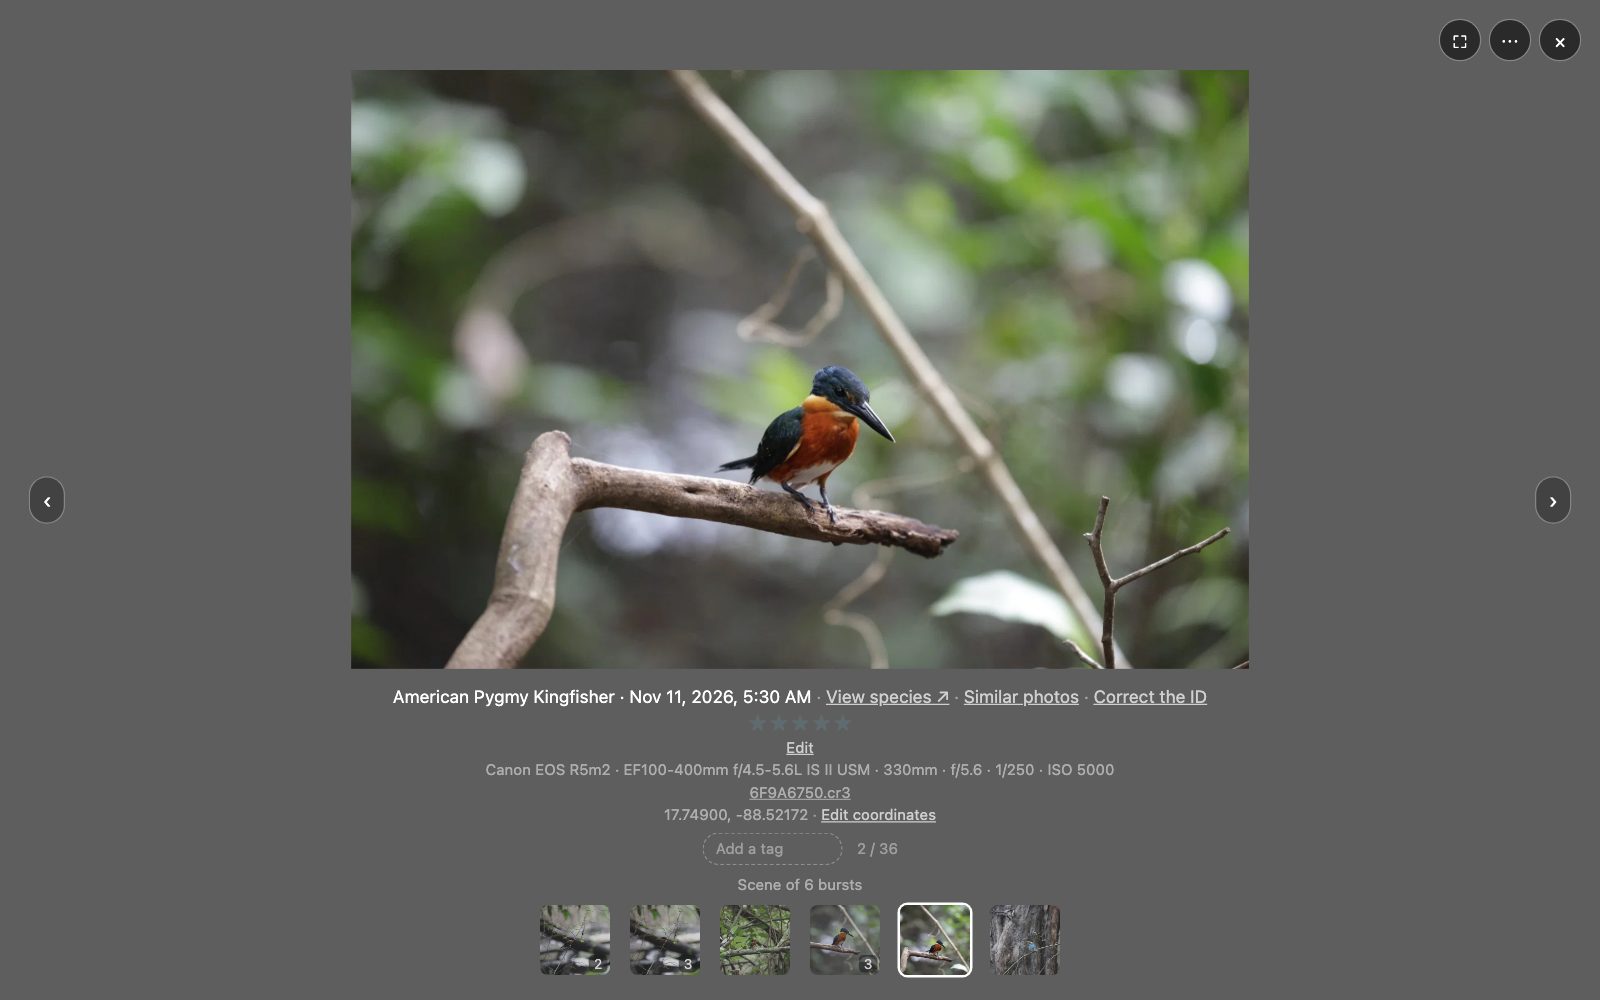 American Pygmy Kingfisher · Nov 11, 2026, 5:30 AM · View species ↗ · Similar photos · Correct the ID
Edit
Canon EOS R5m2 · EF100-400mm f/4.5-5.6L IS II USM · 330mm · f/5.6 · 1/250 · ISO 5000
6F9A6750.cr3
17.74900, -88.52172 · Edit coordinates
Add a tag 2 / 36
Scene of 6 bursts
2 3 3